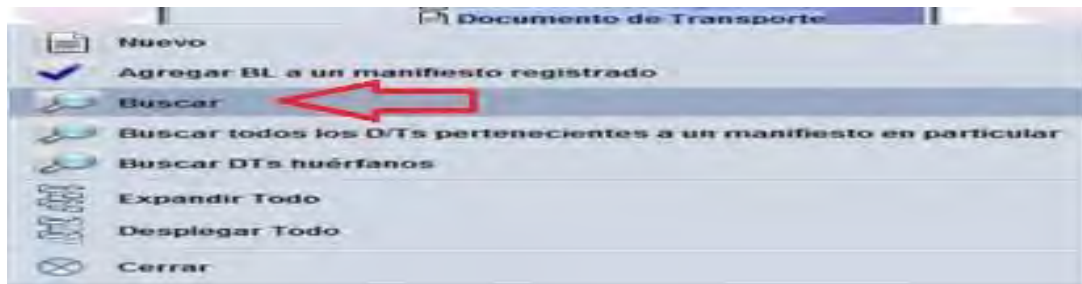 Documento de Transporte
Nuevo
Agregar BL a un manifiesto registrado
Buscar
Buscar todos los D/Ts pertenecientes a un manifiesto en particular
Buscar DTs huérfanos
Expandir Todo
Desplegar Todo
Cerrar